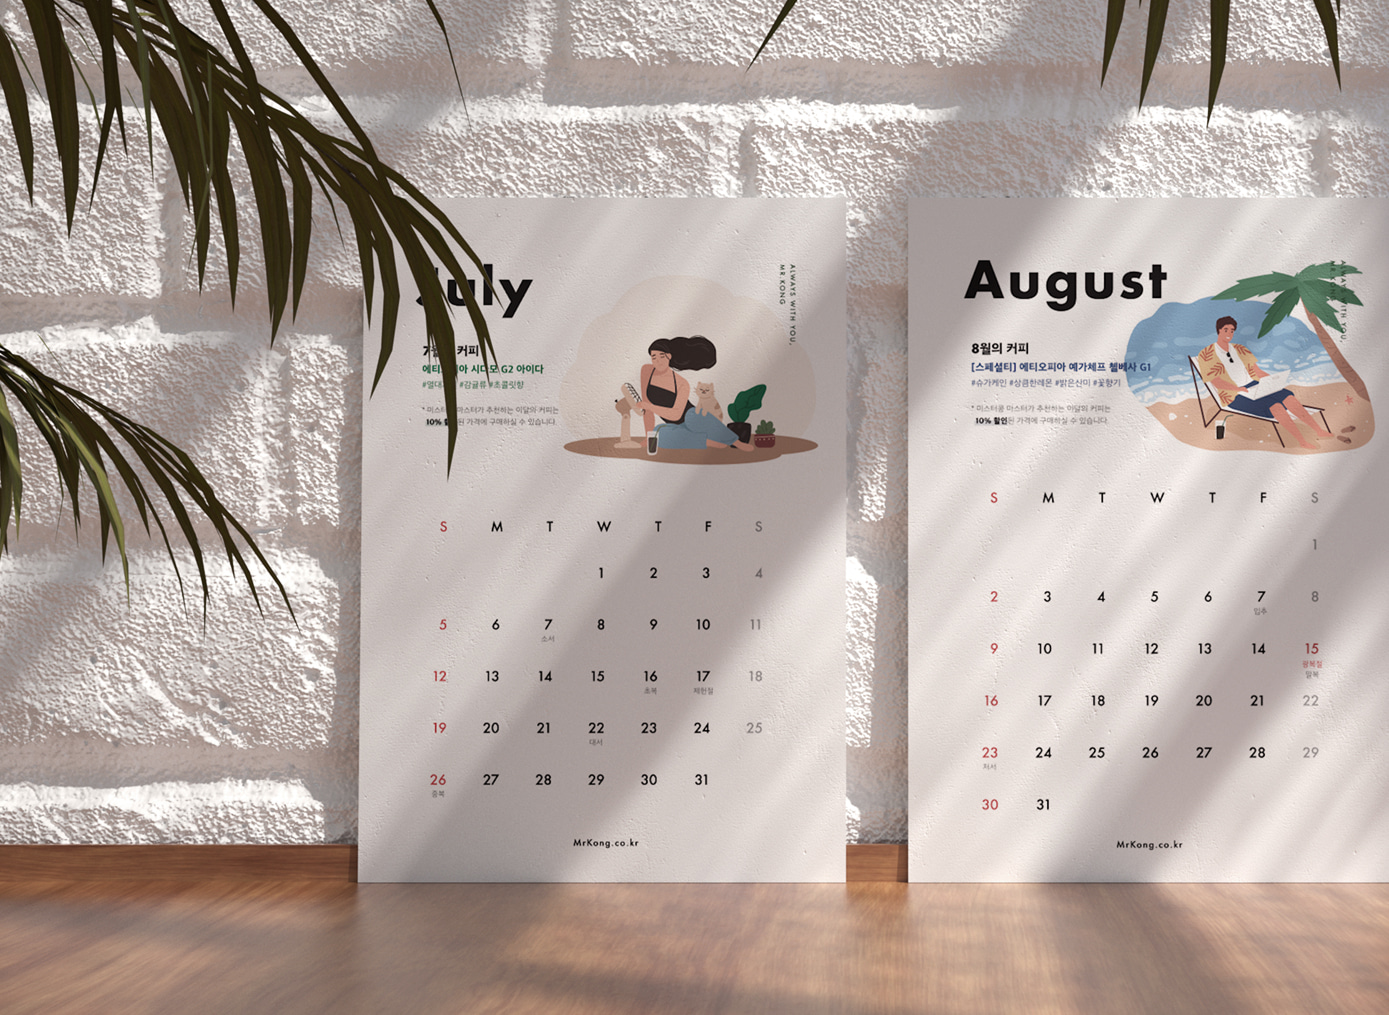 July
ALWAYS WITH YOU,
MR.KONG
7월의 커피
에티오피아 시다모 G2 아이다
#감귤류 #초콜릿향
* 미스터콩 마스터가 추천하는 이달의 커피는
10% 할인된 가격에 구매하실 수 있습니다.
S M T W T F S
1 2 3 4
5 6 7 8 9 10 11
소서
12 13 14 15 16 17 18
초복 제헌절
19 20 21 22 23 24 25
대서
26 27 28 29 30 31
중복
MrKong.co.kr
August
ALWAYS WITH YOU,
8월의 커피
[스페셜티] 에티오피아 예가체프 첼베사 G1
#슈가케인 #상큼한레몬 #밝은산미 #꽃향기
* 미스터콩 마스터가 추천하는 이달의 커피는
10% 할인된 가격에 구매하실 수 있습니다.
S M T W T F S
1
2 3 4 5 6 7 8
입추
9 10 11 12 13 14 15
광복절
말복
16 17 18 19 20 21 22
23 24 25 26 27 28 29
처서
30 31
MrKong.co.kr